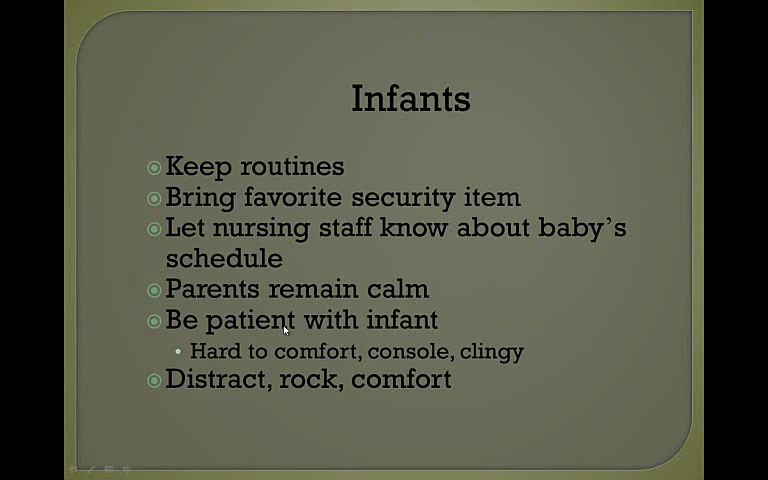 Infants
Keep routines
Bring favorite security item
Let nursing staff know about baby's
schedule
Parents remain calm
Be patient with infant
Hard to comfort, console, clingy
Distract, rock, comfort